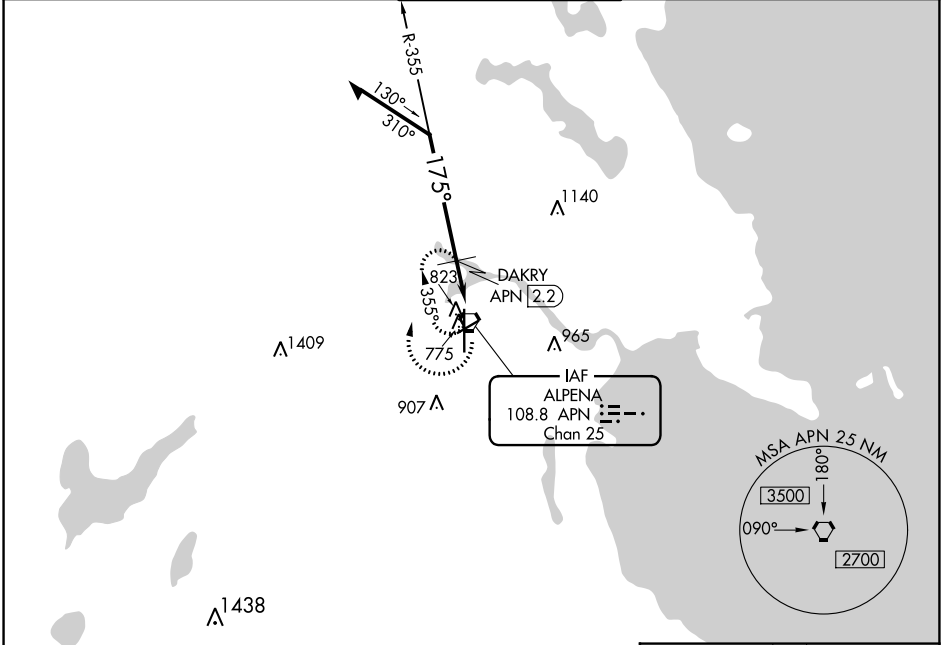 R-355
130°
310°
175°
1140
823
DAKRY
APN 2.2
355°
775
1409
965
907
IAF
ALPENA
108.8 APN
Chan 25
MSA APN 25 NM
180°
3500
090°
2700
1438